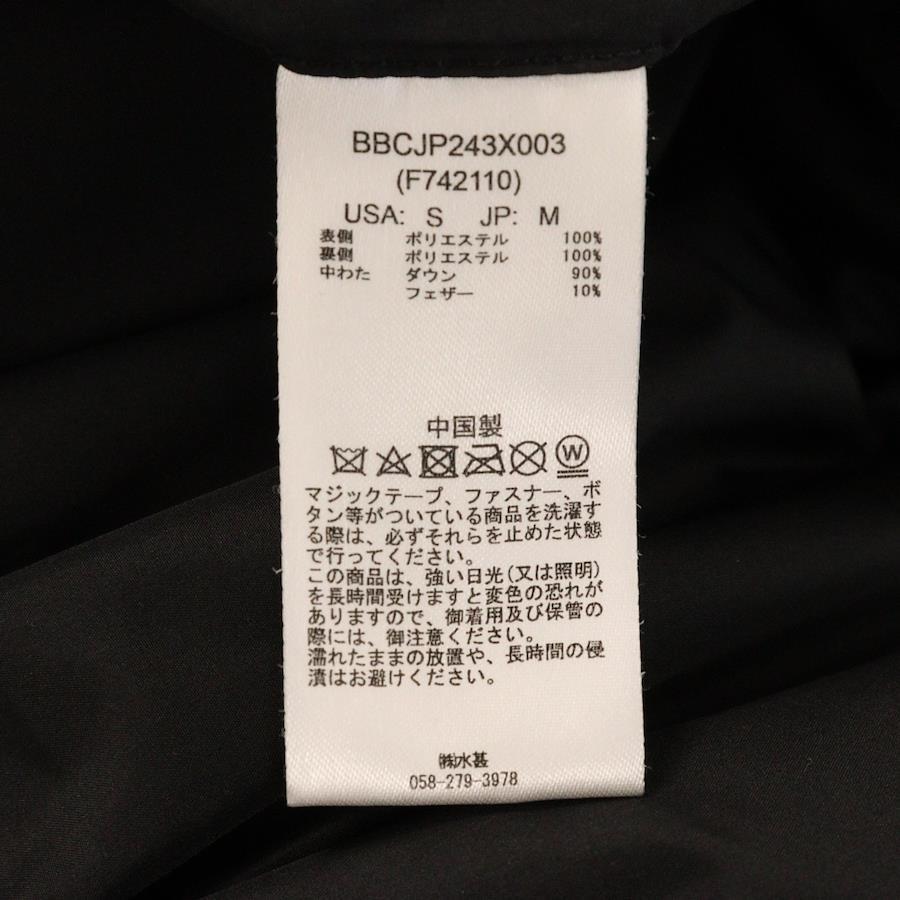 BBCJP243X003
(F742110)
USA: S JP: M
表側 ポリエステル 100%
裏側 ポリエステル 100%
中わた ダウン 90%
フェザー 10%
中国製
W
マジックテープ、ファスナー、ボ
タン等がついている商品を洗濯す
る際は、必ずそれらを止めた状態
で行ってください。
この商品は、強い日光(又は照明)
を長時間受けますと変色の恐れが
ありますので、御着用及び保管の
際には、御注意ください。
濡れたままの放置や、長時間の侵
漬はお避けください。
㈱水甚
058-279-3978